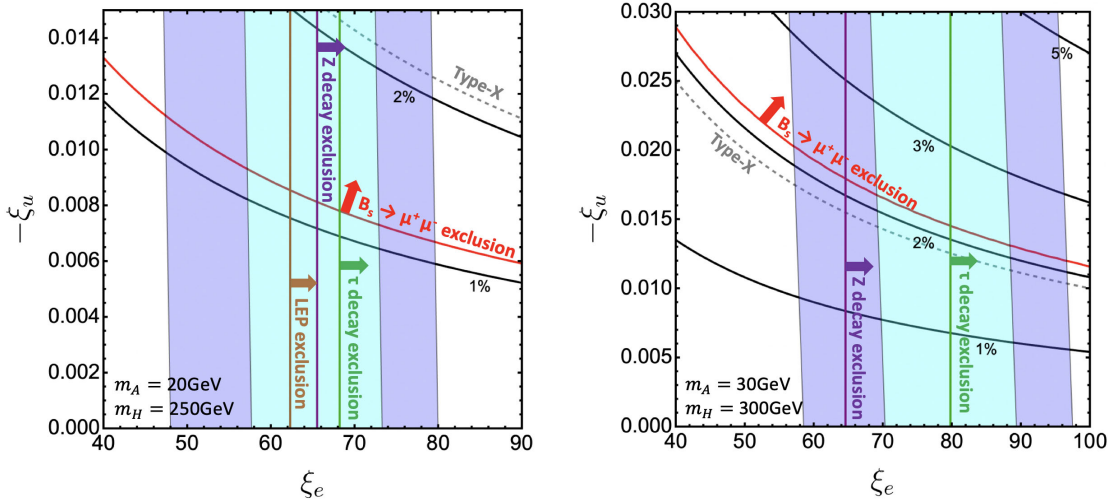 0.014
0.012
0.010
0.008
0.006
0.004
0.002
0.000
−ξu
2%
Type-X
Z decay exclusion
Bs → μ+μ- exclusion
1%
LEP exclusion
τ decay exclusion
mA = 20GeV
mH = 250GeV
40 50 60 70 80 90
ξe
0.030
0.025
0.020
0.015
0.010
0.005
0.000
−ξu
5%
Bs → μ+μ- exclusion
Type-X
3%
2%
Z decay exclusion
τ decay exclusion
1%
mA = 30GeV
mH = 300GeV
40 50 60 70 80 90 100
ξe